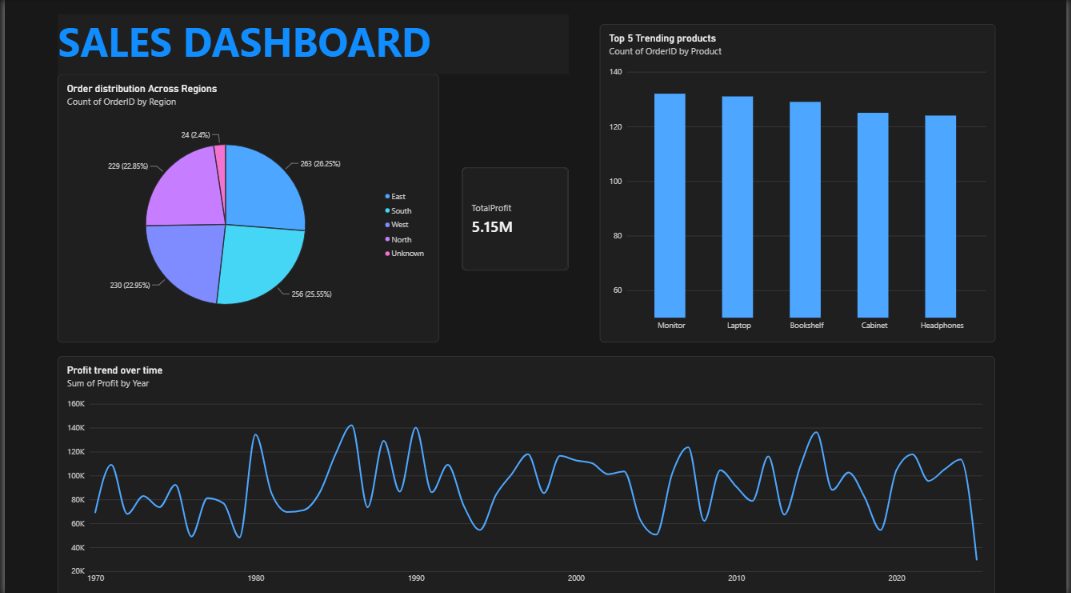 SALES DASHBOARD
Order distribution Across Regions
Count of OrderID by Region
24 (2.4%)
229 (22.85%)
263 (26.25%)
230 (22.95%)
256 (25.55%)
East
South
West
North
Unknown
TotalProfit
5.15M
Top 5 Trending products
Count of OrderID by Product
140
120
100
80
60
Monitor Laptop Bookshelf Cabinet Headphones
Profit trend over time
Sum of Profit by Year
160K
140K
120K
100K
80K
60K
40K
20K
1970 1980 1990 2000 2010 2020